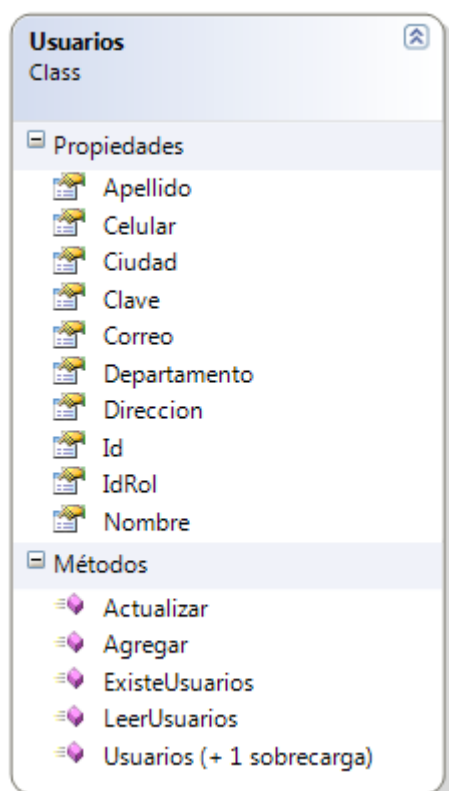 Usuarios
Class
Propiedades
Apellido
Celular
Ciudad
Clave
Correo
Departamento
Direccion
Id
IdRol
Nombre
Métodos
Actualizar
Agregar
ExisteUsuarios
LeerUsuarios
Usuarios (+ 1 sobrecarga)